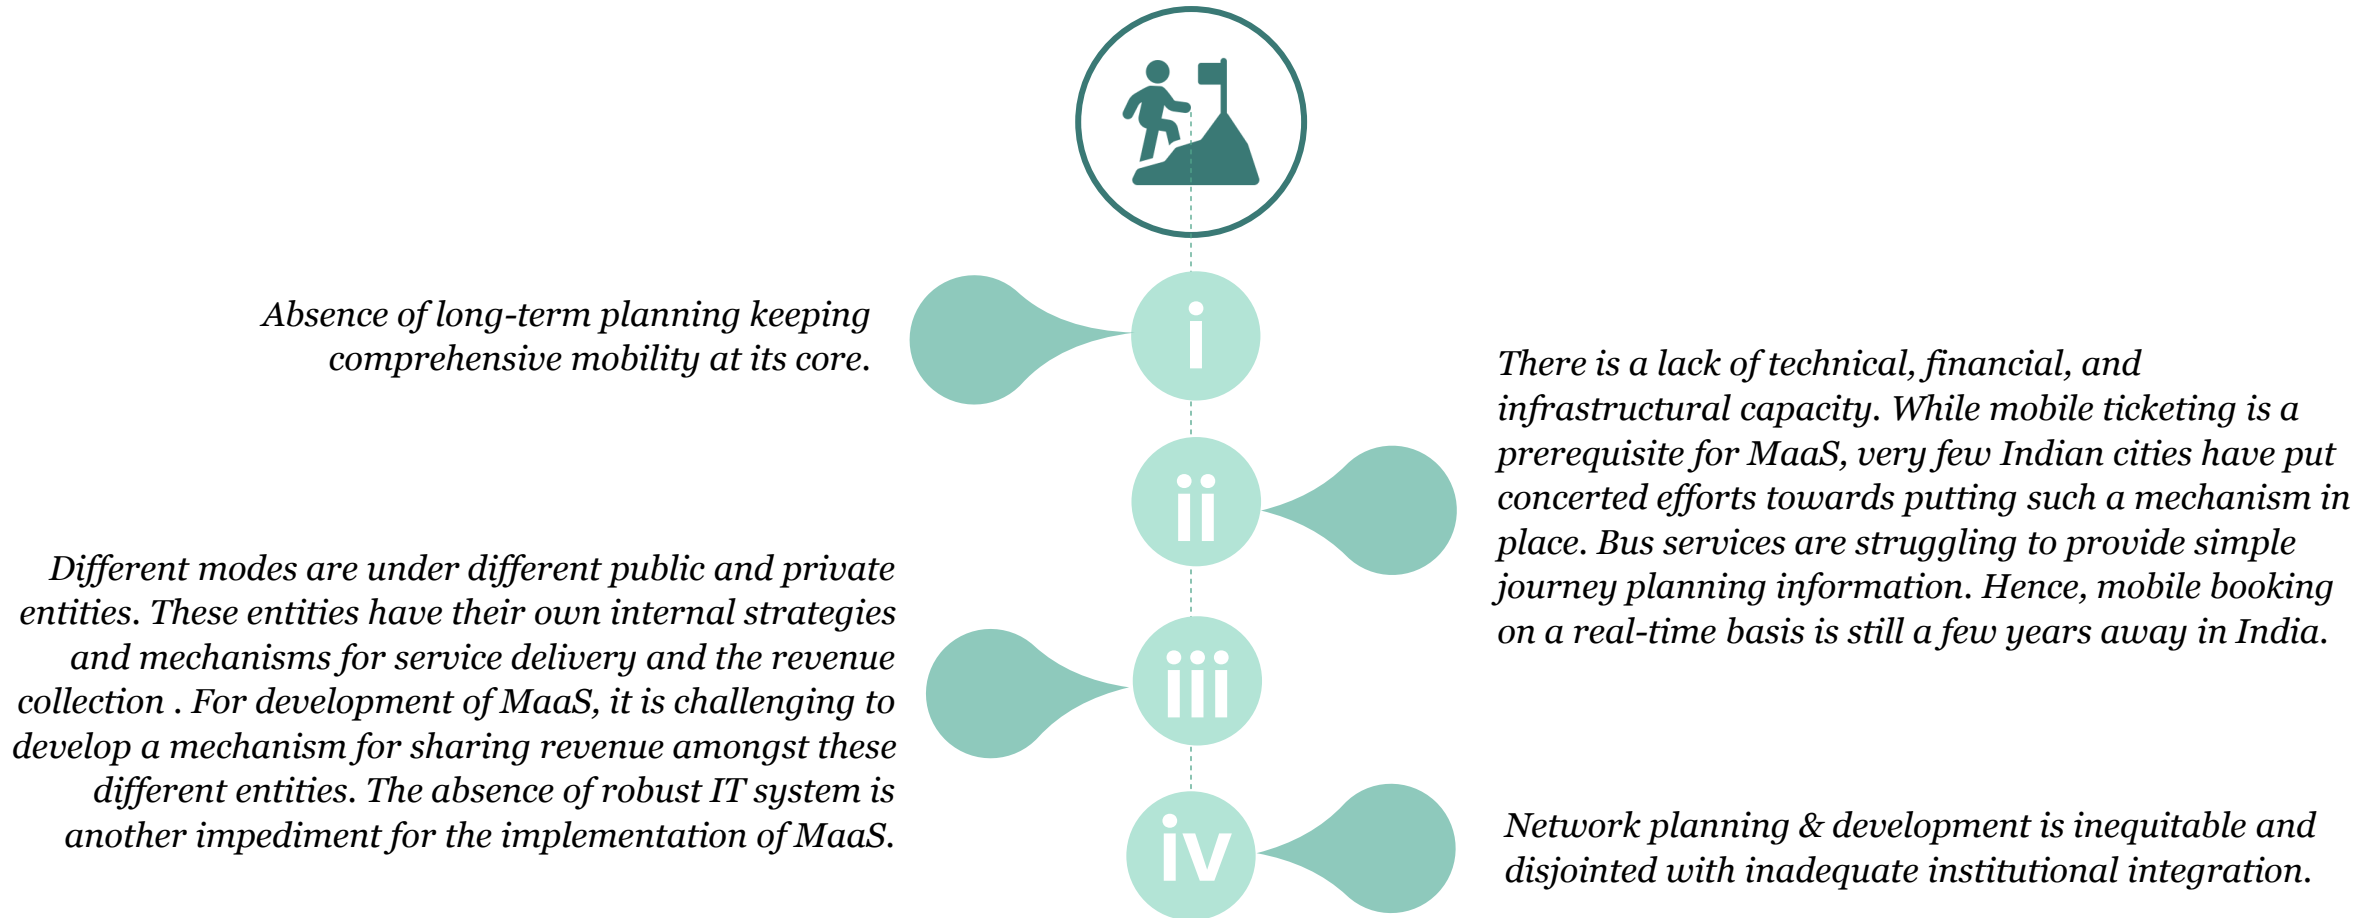 i
Absence of long-term planning keeping
comprehensive mobility at its core.
ii
There is a lack of technical, financial, and
infrastructural capacity. While mobile ticketing is a
prerequisite for MaaS, very few Indian cities have put
concerted efforts towards putting such a mechanism in
place. Bus services are struggling to provide simple
journey planning information. Hence, mobile booking
on a real-time basis is still a few years away in India.
iii
Different modes are under different public and private
entities. These entities have their own internal strategies
and mechanisms for service delivery and the revenue
collection . For development of MaaS, it is challenging to
develop a mechanism for sharing revenue amongst these
different entities. The absence of robust IT system is
another impediment for the implementation of MaaS.
iv
Network planning & development is inequitable and
disjointed with inadequate institutional integration.